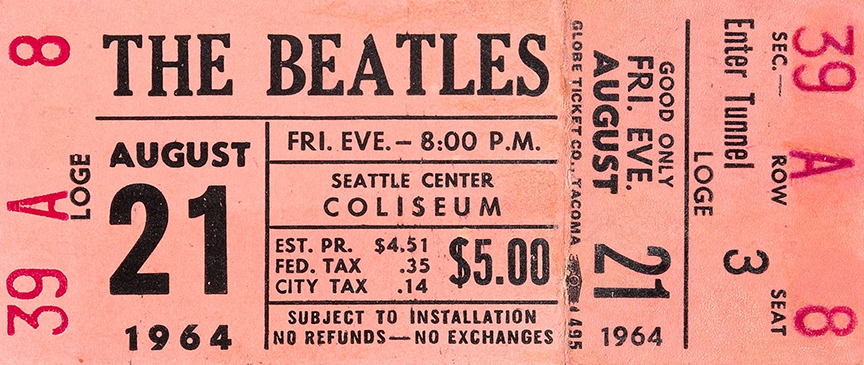 8
A
39
LOGE
THE BEATLES
AUGUST
21
1964
FRI. EVE. – 8:00 P.M.
SEATTLE CENTER
COLISEUM
EST. PR. $4.51
FED. TAX .35
CITY TAX .14
$5.00
SUBJECT TO INSTALLATION
NO REFUNDS — NO EXCHANGES
GLOBE TICKET CO., TACOMA 1495
GOOD ONLY
FRI. EVE.
AUGUST
21
1964
Enter Tunnel 3
LOGE
SEC.— ROW SEAT
39 A 8